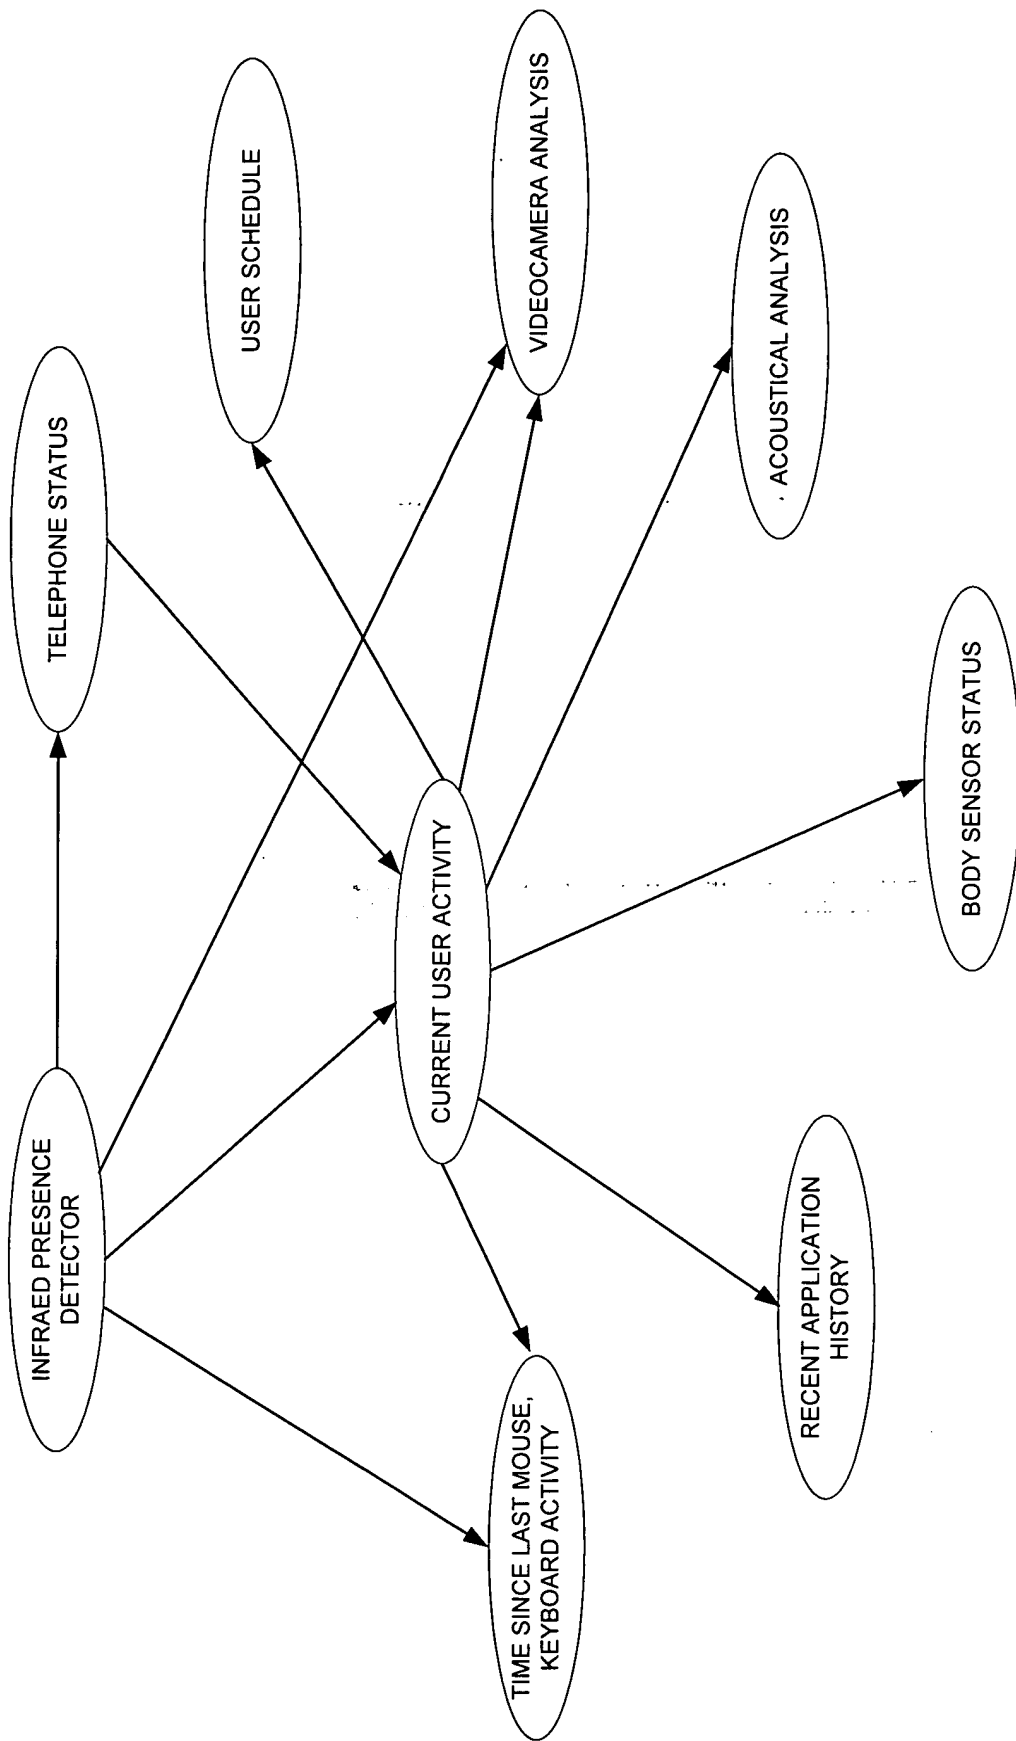 INFRAED PRESENCE
DETECTOR
TELEPHONE STATUS
USER SCHEDULE
CURRENT USER ACTIVITY
TIME SINCE LAST MOUSE,
KEYBOARD ACTIVITY
VIDEOCAMERA ANALYSIS
ACOUSTICAL ANALYSIS
RECENT APPLICATION
HISTORY
BODY SENSOR STATUS